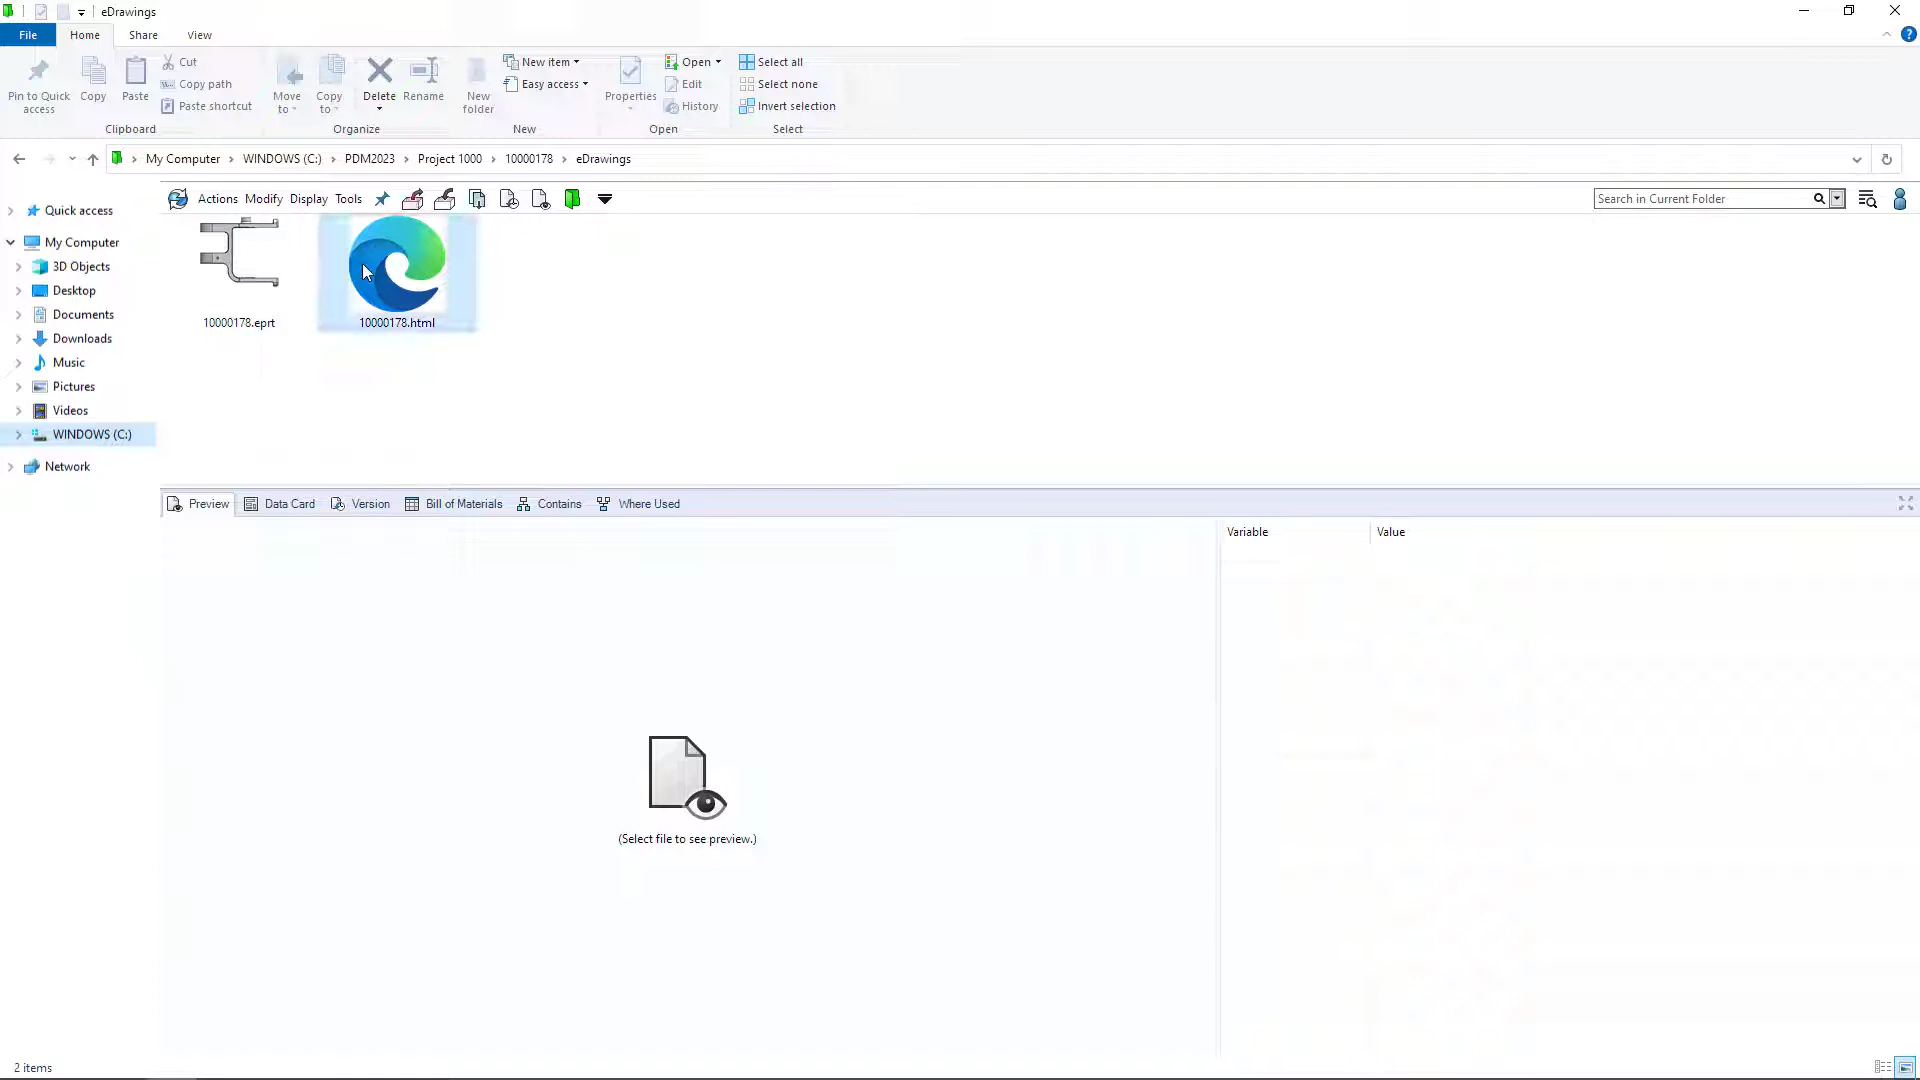 eDrawings
File Home Share View
Pin to Quick access
Copy
Paste
Cut
Copy path
Paste shortcut
Clipboard
Move to
Copy to
Delete
Rename
Organize
New folder
New item
Easy access
New
Properties
Open
Edit
History
Open
Select all
Select none
Invert selection
Select
My Computer > WINDOWS (C:) > PDM2023 > Project 1000 > 10000178 > eDrawings
Actions Modify Display Tools
Search in Current Folder
Quick access
My Computer
3D Objects
Desktop
Documents
Downloads
Music
Pictures
Videos
WINDOWS (C:)
Network
10000178.eprt
10000178.html
Preview Data Card Version Bill of Materials Contains Where Used
Variable Value
(Select file to see preview.)
2 items